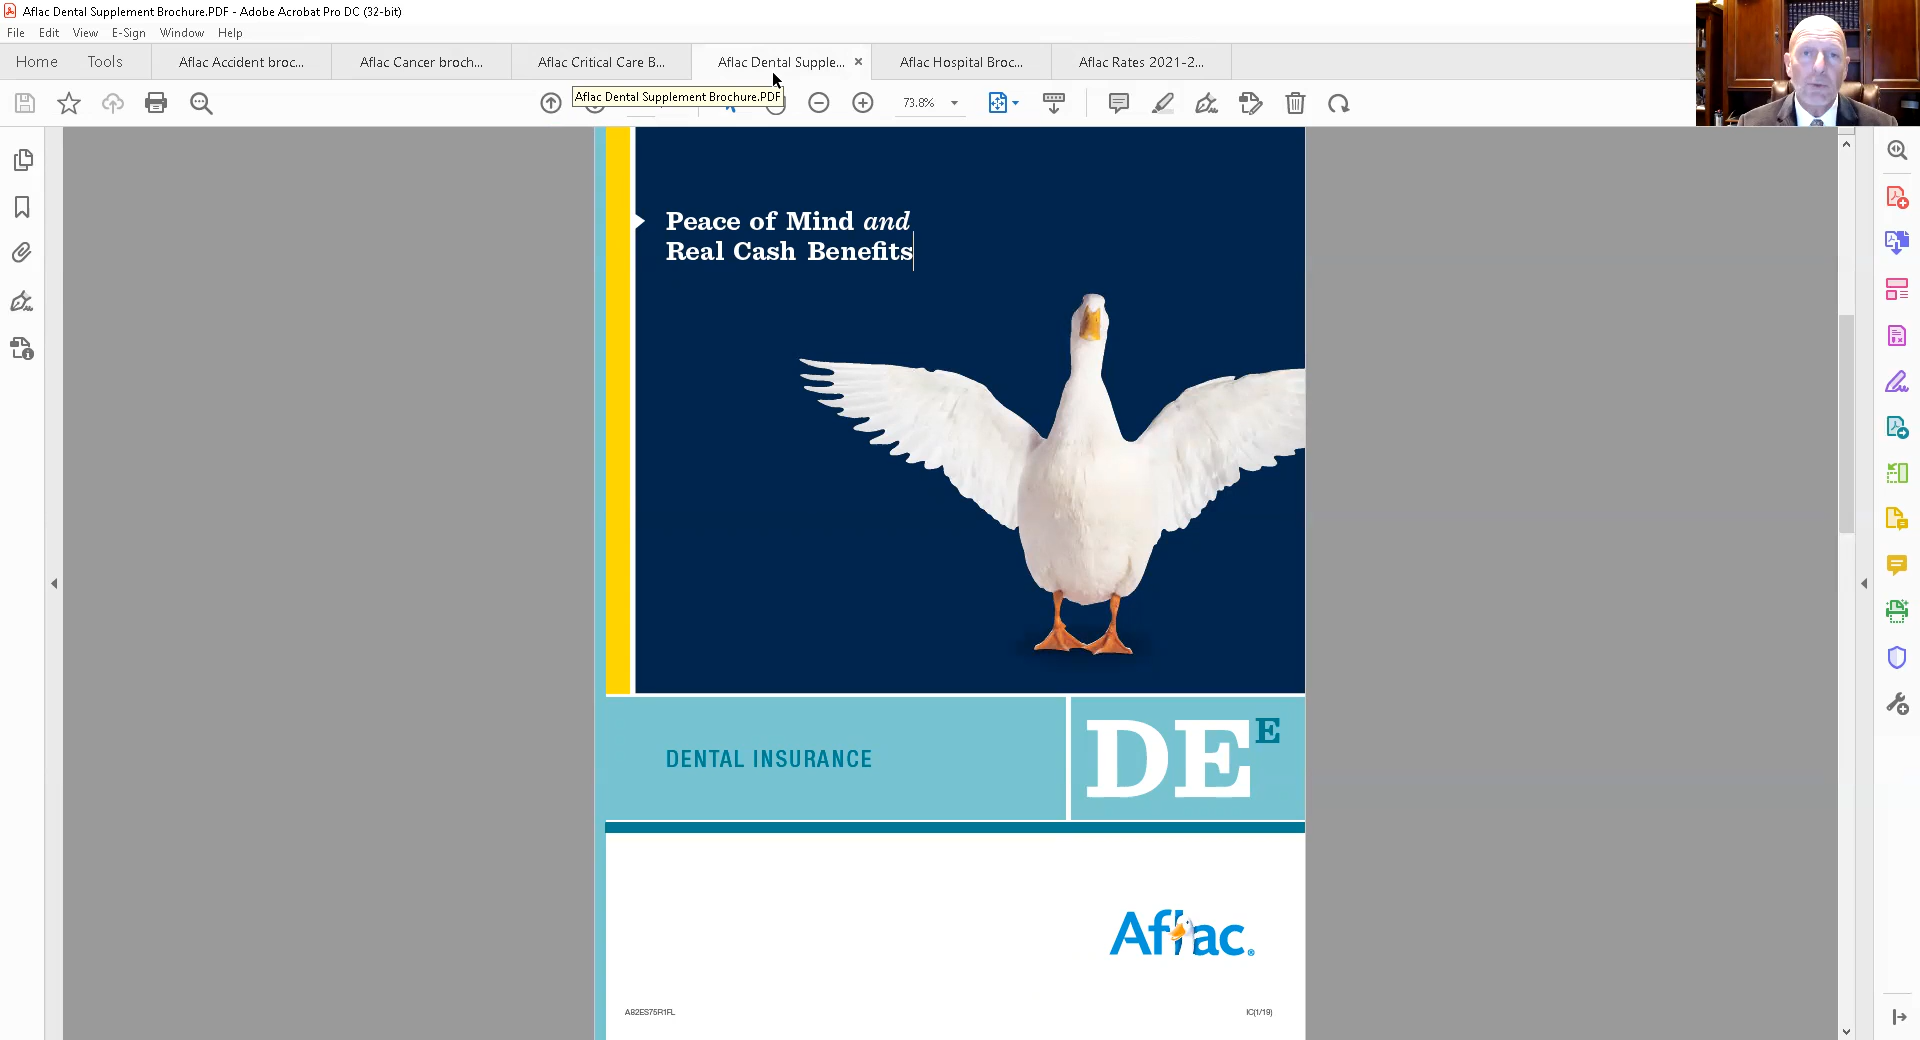 Aflac Dental Supplement Brochure.PDF - Adobe Acrobat Pro DC (32-bit)
File Edit View E-Sign Window Help
Home Tools Aflac Accident broc... Aflac Cancer broch... Aflac Critical Care B... Aflac Dental Supple... Aflac Hospital Broc... Aflac Rates 2021-2...
Aflac Dental Supplement Brochure.PDF
73.8%
Peace of Mind and
Real Cash Benefits
DENTAL INSURANCE
DE E
Aflac®
A82ES75R1FL
IC(1/19)